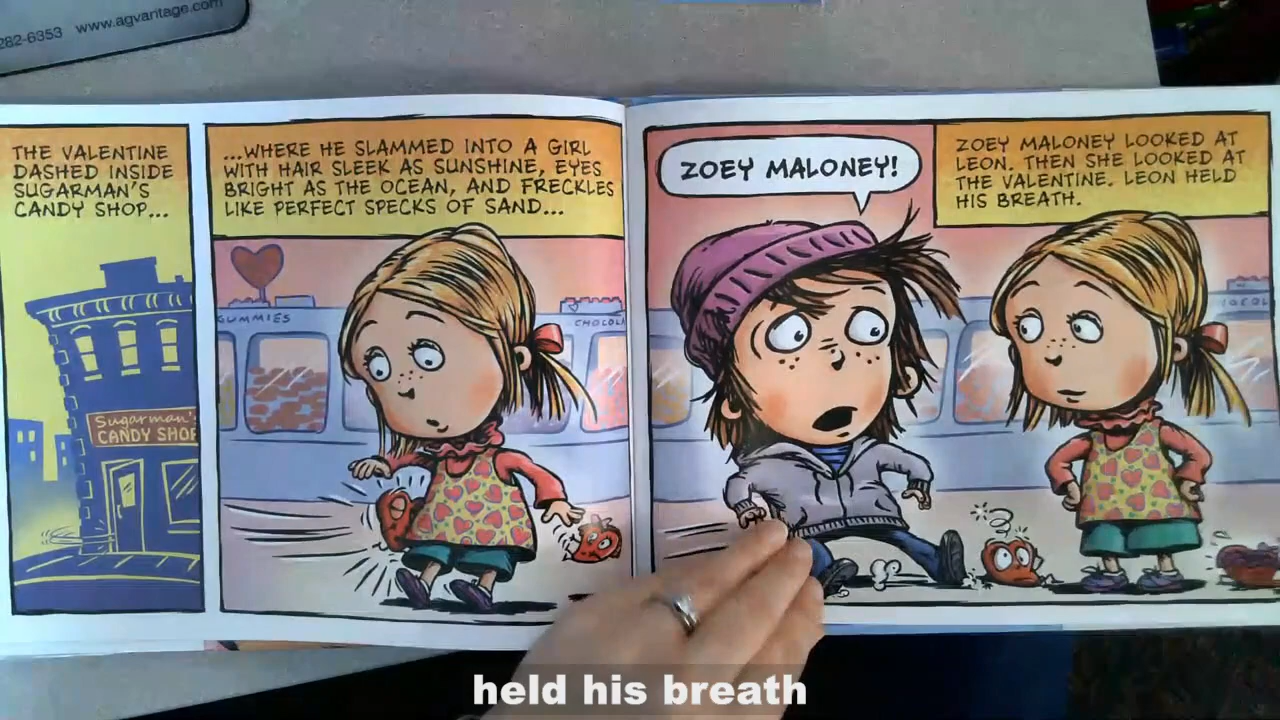 282-6353 www.agvantage.com
THE VALENTINE
DASHED INSIDE
SUGARMAN'S
CANDY SHOP...
Sugarman's
CANDY SHOP
...WHERE HE SLAMMED INTO A GIRL
WITH HAIR SLEEK AS SUNSHINE, EYES
BRIGHT AS THE OCEAN, AND FRECKLES
LIKE PERFECT SPECKS OF SAND...
GUMMIES
CHOCOL
ZOEY MALONEY!
ZOEY MALONEY LOOKED AT
LEON. THEN SHE LOOKED AT
THE VALENTINE. LEON HELD
HIS BREATH.
OCOL
held his breath